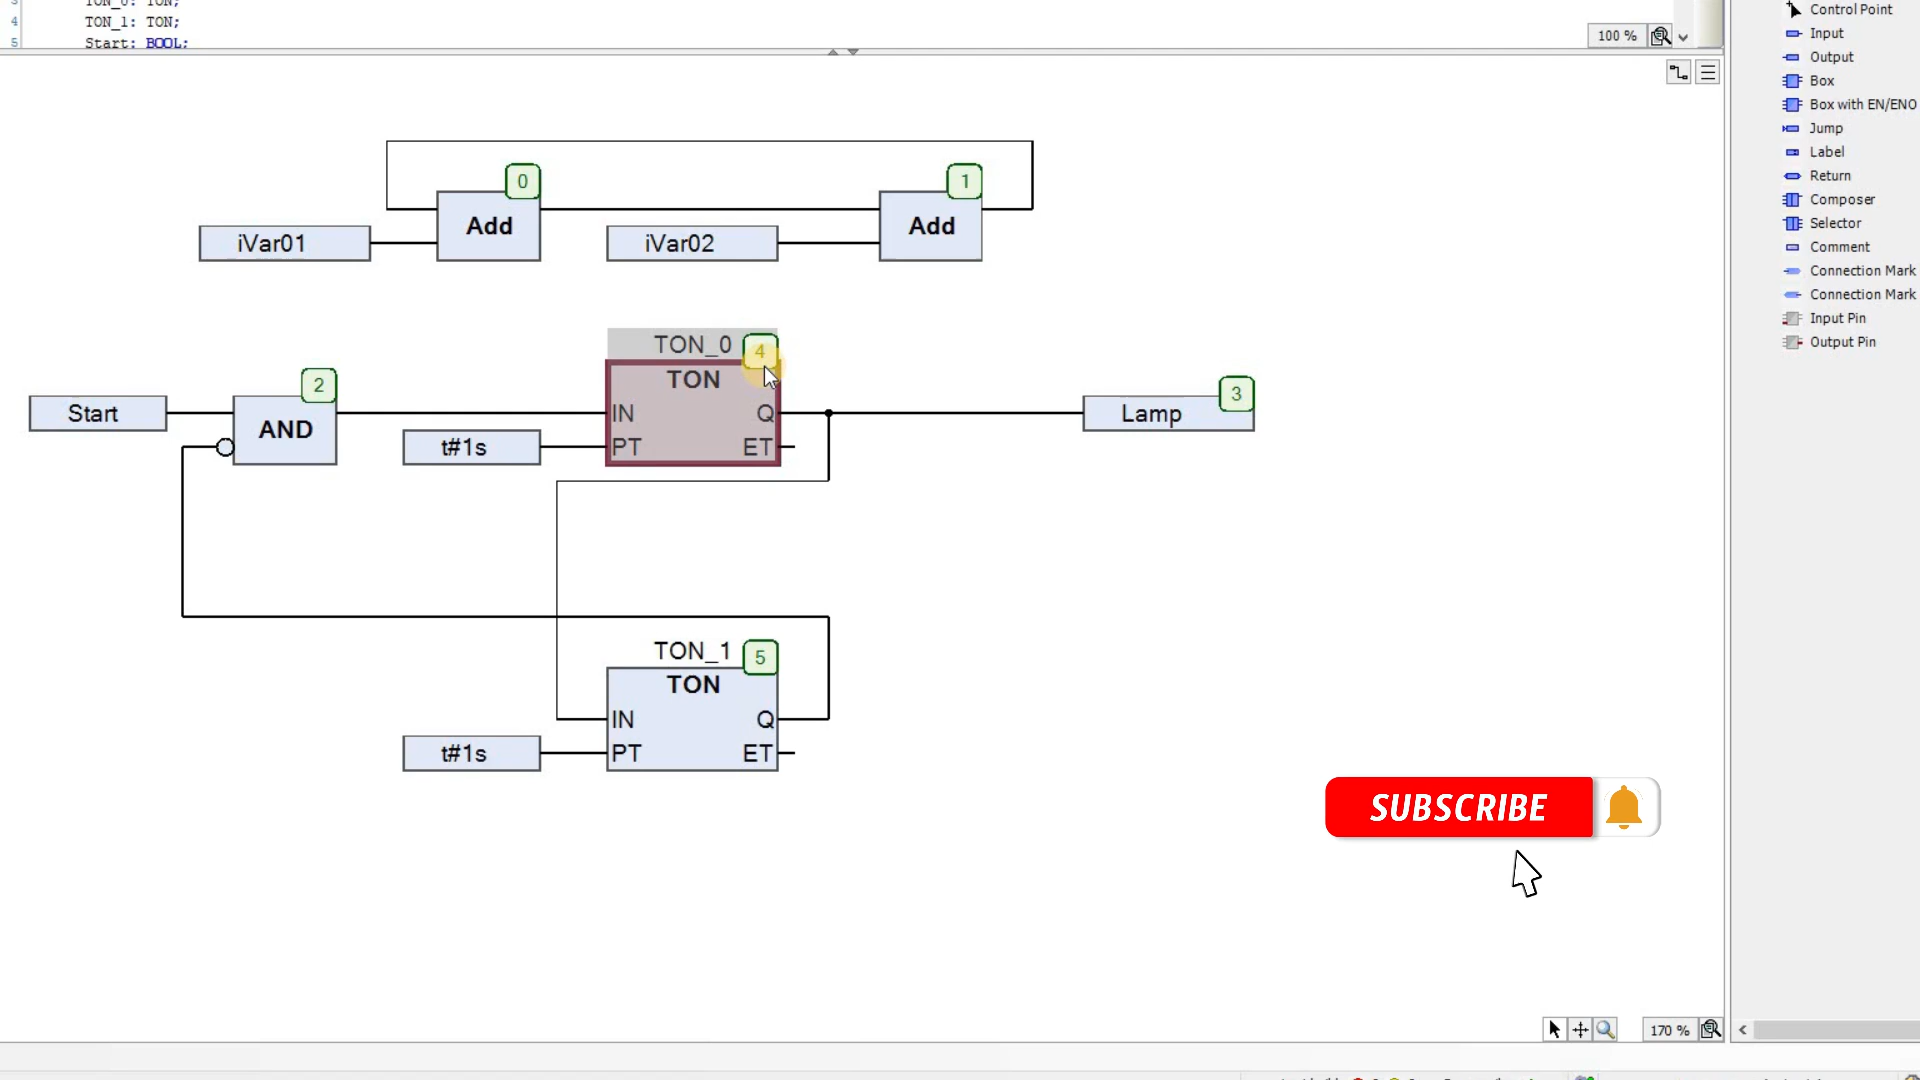 4 TON_1: TON;
5 Start: BOOL;
100 %
Control Point
Input
Output
Box
Box with EN/ENO
Jump
Label
Return
Composer
Selector
Comment
Connection Mark
Connection Mark
Input Pin
Output Pin
0
1
Add
Add
iVar01
iVar02
TON_0
4
TON
2
3
Start
AND
IN
Q
Lamp
t#1s
PT
ET
TON_1
5
TON
IN
Q
t#1s
PT
ET
SUBSCRIBE
170 %